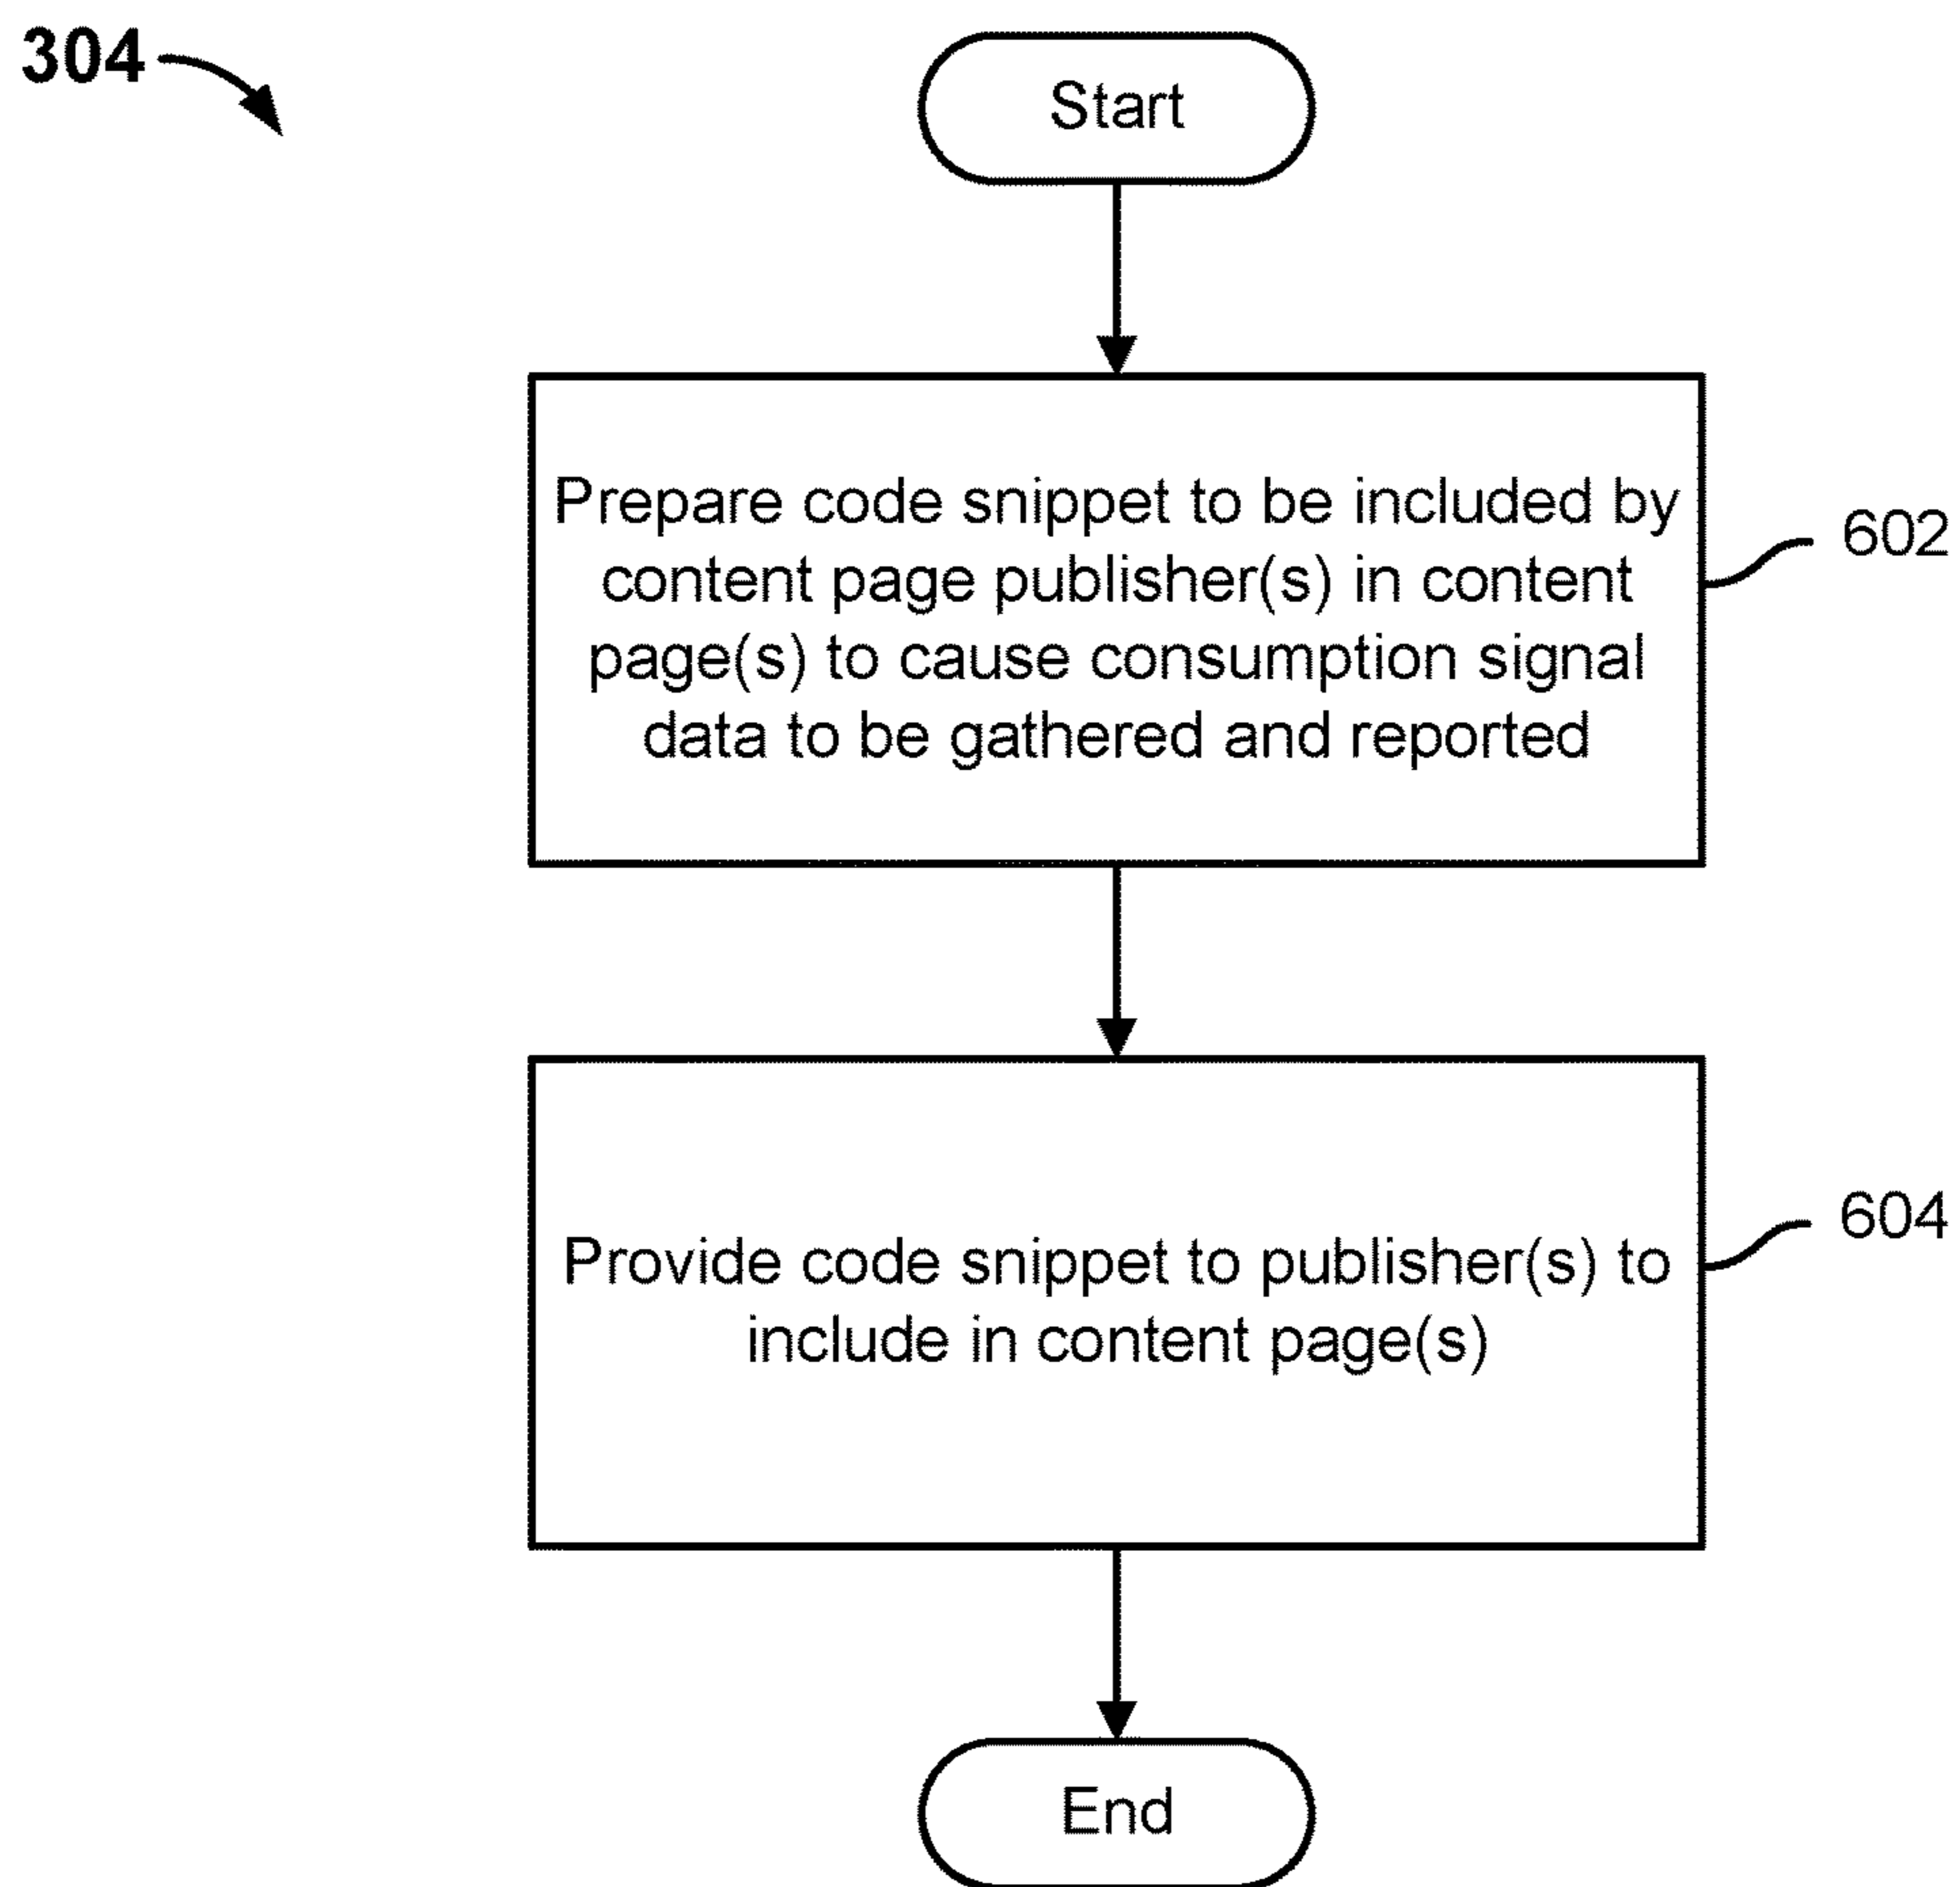 304
Start
Prepare code snippet to be included by
content page publisher(s) in content
page(s) to cause consumption signal
data to be gathered and reported
602
Provide code snippet to publisher(s) to
include in content page(s)
604
End